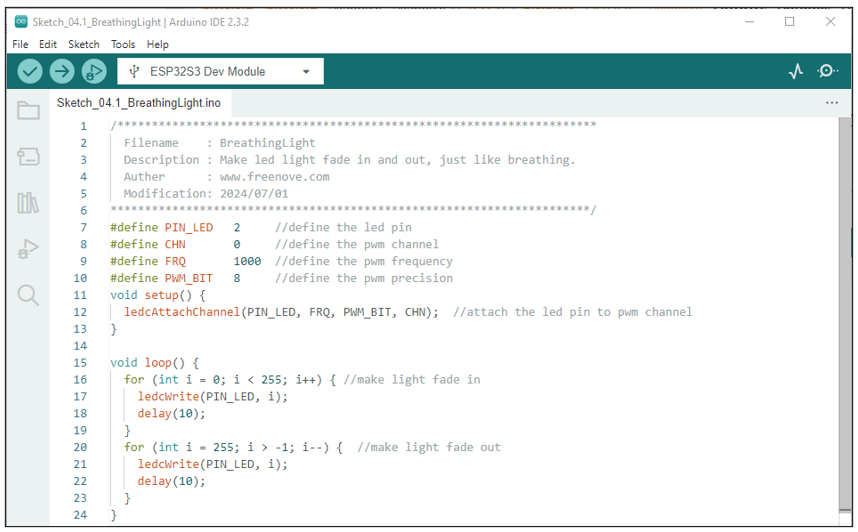 Sketch_04.1_BreathingLight | Arduino IDE 2.3.2
File Edit Sketch Tools Help
ESP32S3 Dev Module
Sketch_04.1_BreathingLight.ino
1 /**********************************************************************
2   Filename    : BreathingLight
3   Description : Make led light fade in and out, just like breathing.
4   Auther      : www.freenove.com
5   Modification: 2024/07/01
6 **********************************************************************/
7 #define PIN_LED   2     //define the led pin
8 #define CHN       0     //define the pwm channel
9 #define FRQ       1000  //define the pwm frequency
10 #define PWM_BIT   8     //define the pwm precision
11 void setup() {
12   ledcAttachChannel(PIN_LED, FRQ, PWM_BIT, CHN);  //attach the led pin to pwm channel
13 }
14
15 void loop() {
16   for (int i = 0; i < 255; i++) { //make light fade in
17     ledcWrite(PIN_LED, i);
18     delay(10);
19   }
20   for (int i = 255; i > -1; i--) {  //make light fade out
21     ledcWrite(PIN_LED, i);
22     delay(10);
23   }
24 }